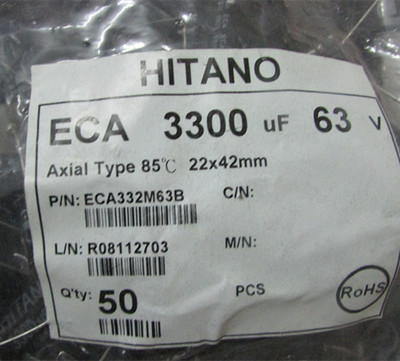 HITANO
ECA 3300 uF 63 V
Axial Type 85℃ 22x42mm
P/N: ECA332M63B C/N:
L/N: R08112703 M/N:
Q'ty: 50 PCS
RoHS